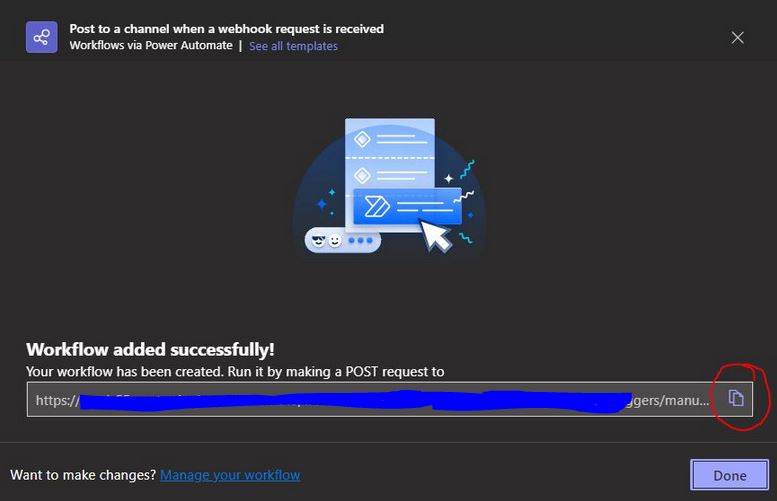 Post to a channel when a webhook request is received
Workflows via Power Automate | See all templates
Workflow added successfully!
Your workflow has been created. Run it by making a POST request to
https:// ggers/manu...
Want to make changes? Manage your workflow
Done